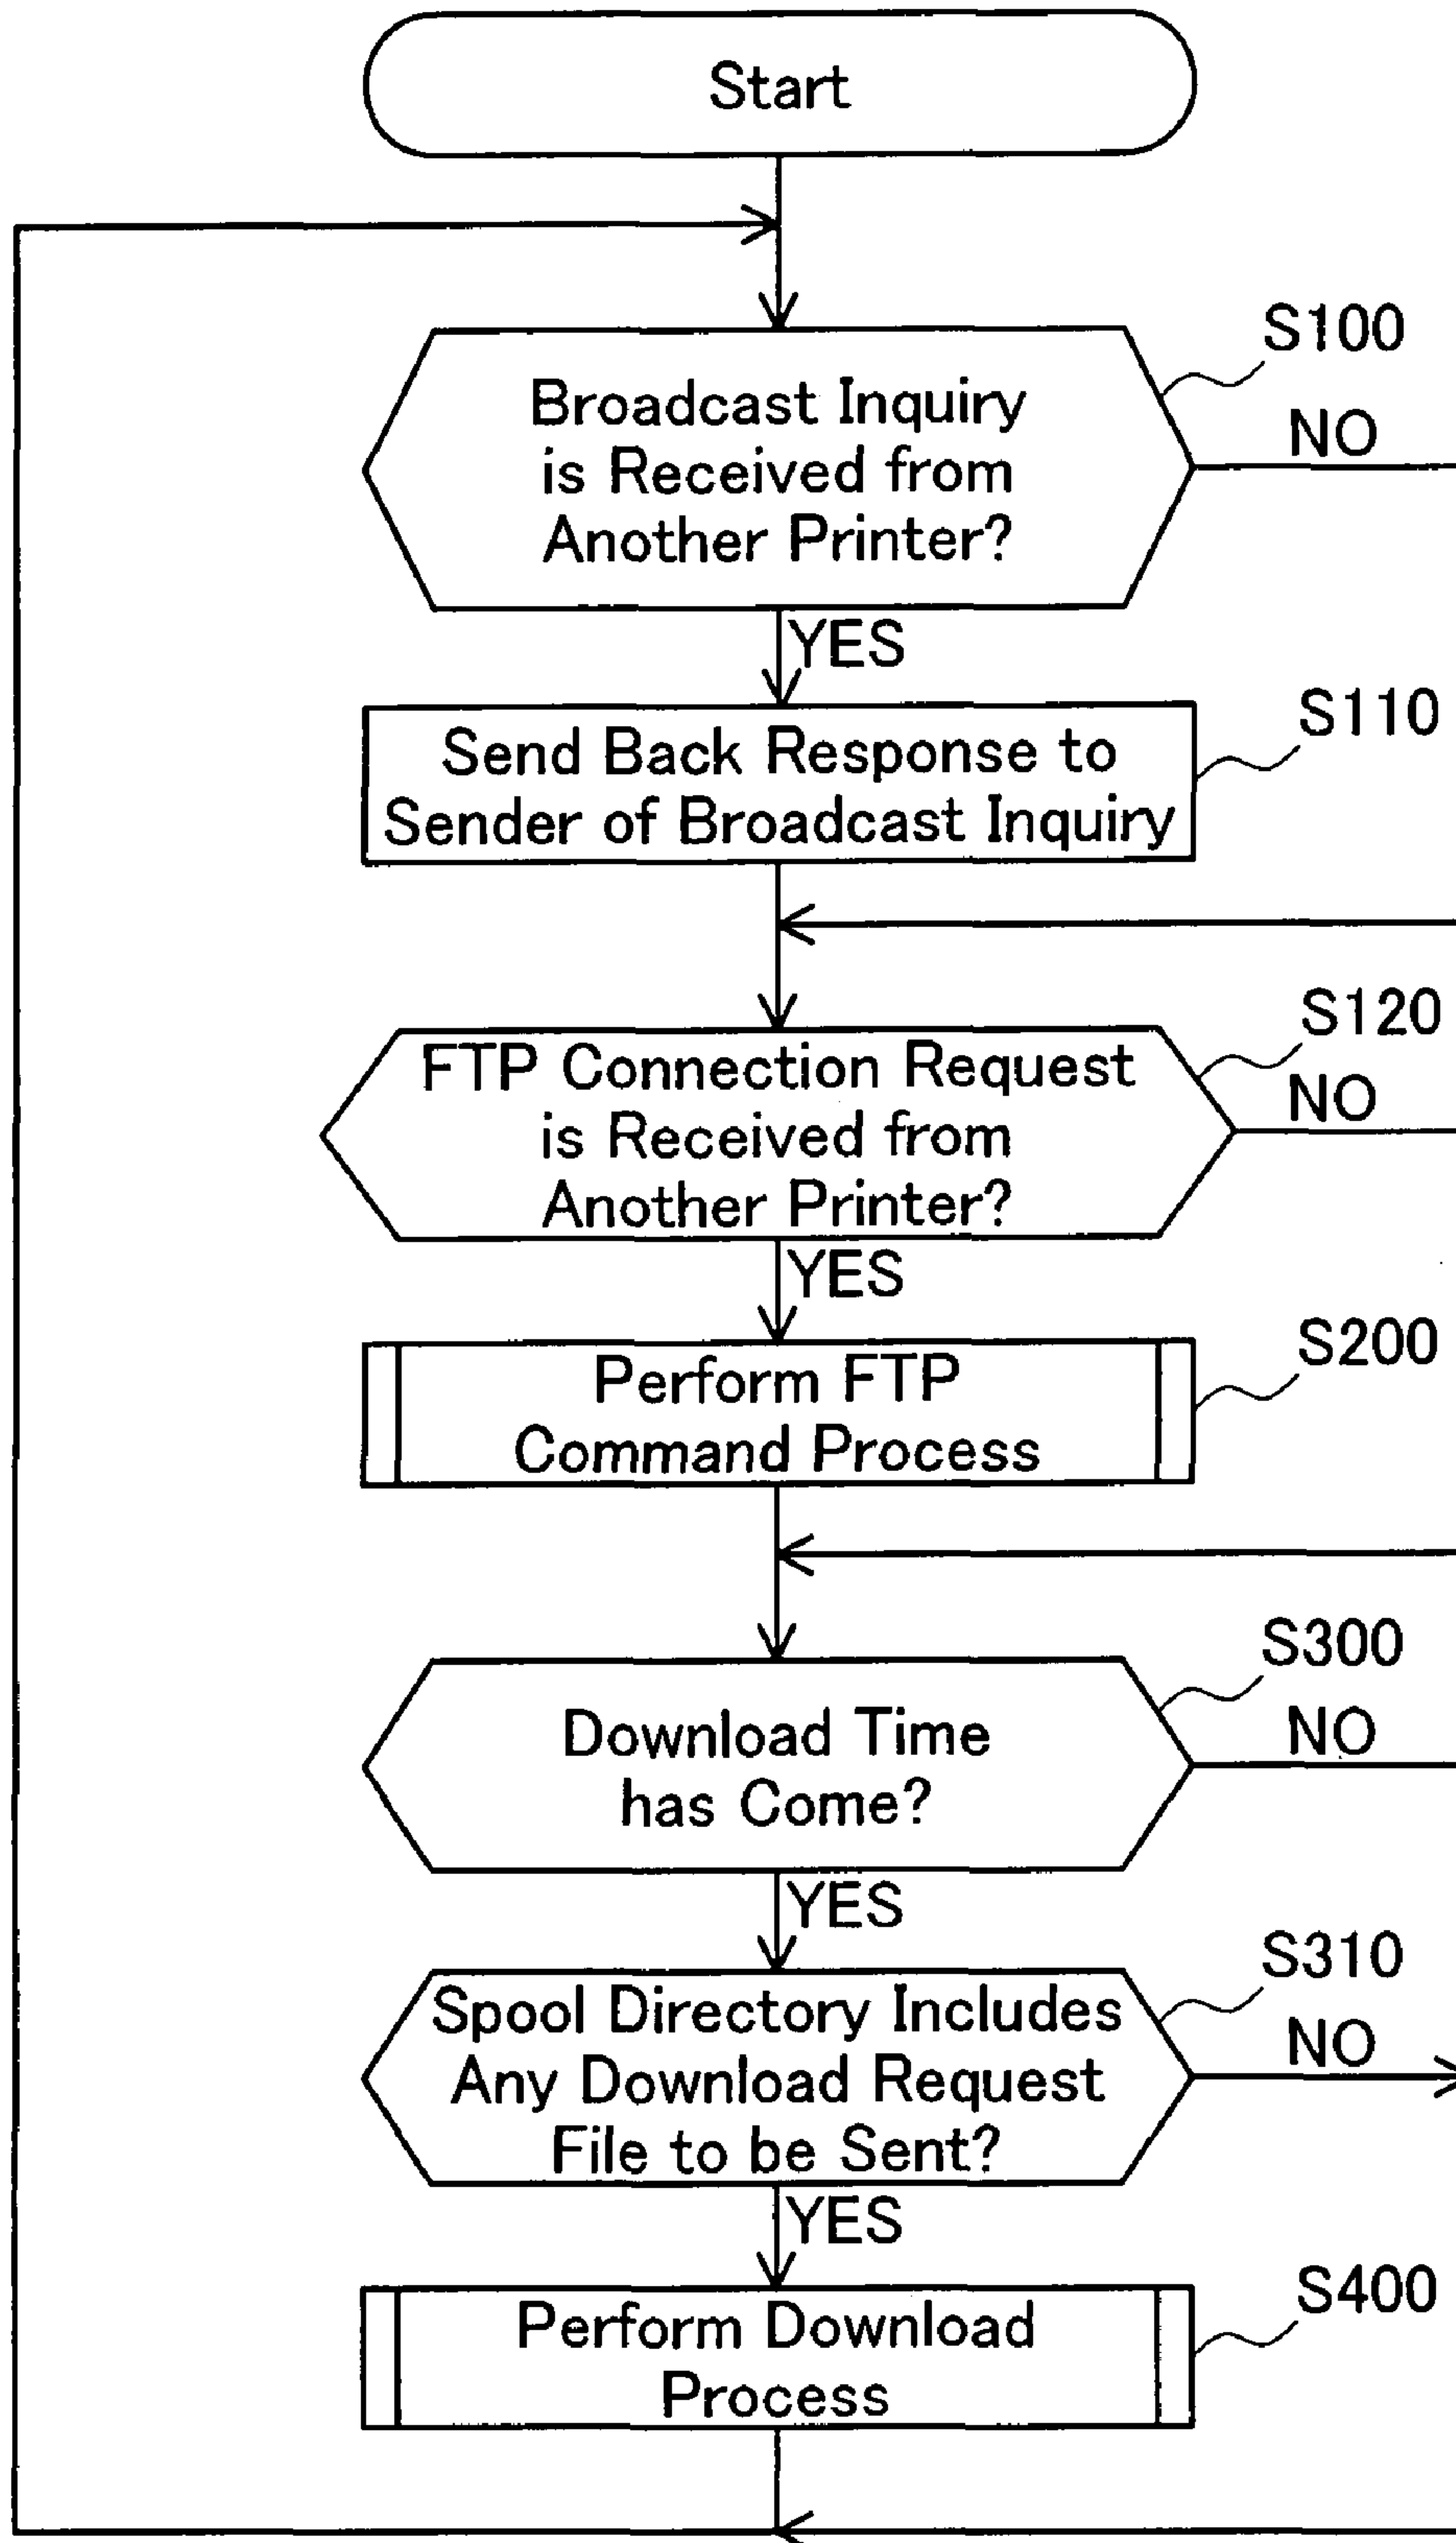 Start
S100
Broadcast Inquiry
is Received from
Another Printer?
NO
YES
S110
Send Back Response to
Sender of Broadcast Inquiry
S120
FTP Connection Request
is Received from
Another Printer?
NO
YES
S200
Perform FTP
Command Process
S300
Download Time
has Come?
NO
YES
S310
Spool Directory Includes
Any Download Request
File to be Sent?
NO
YES
S400
Perform Download
Process